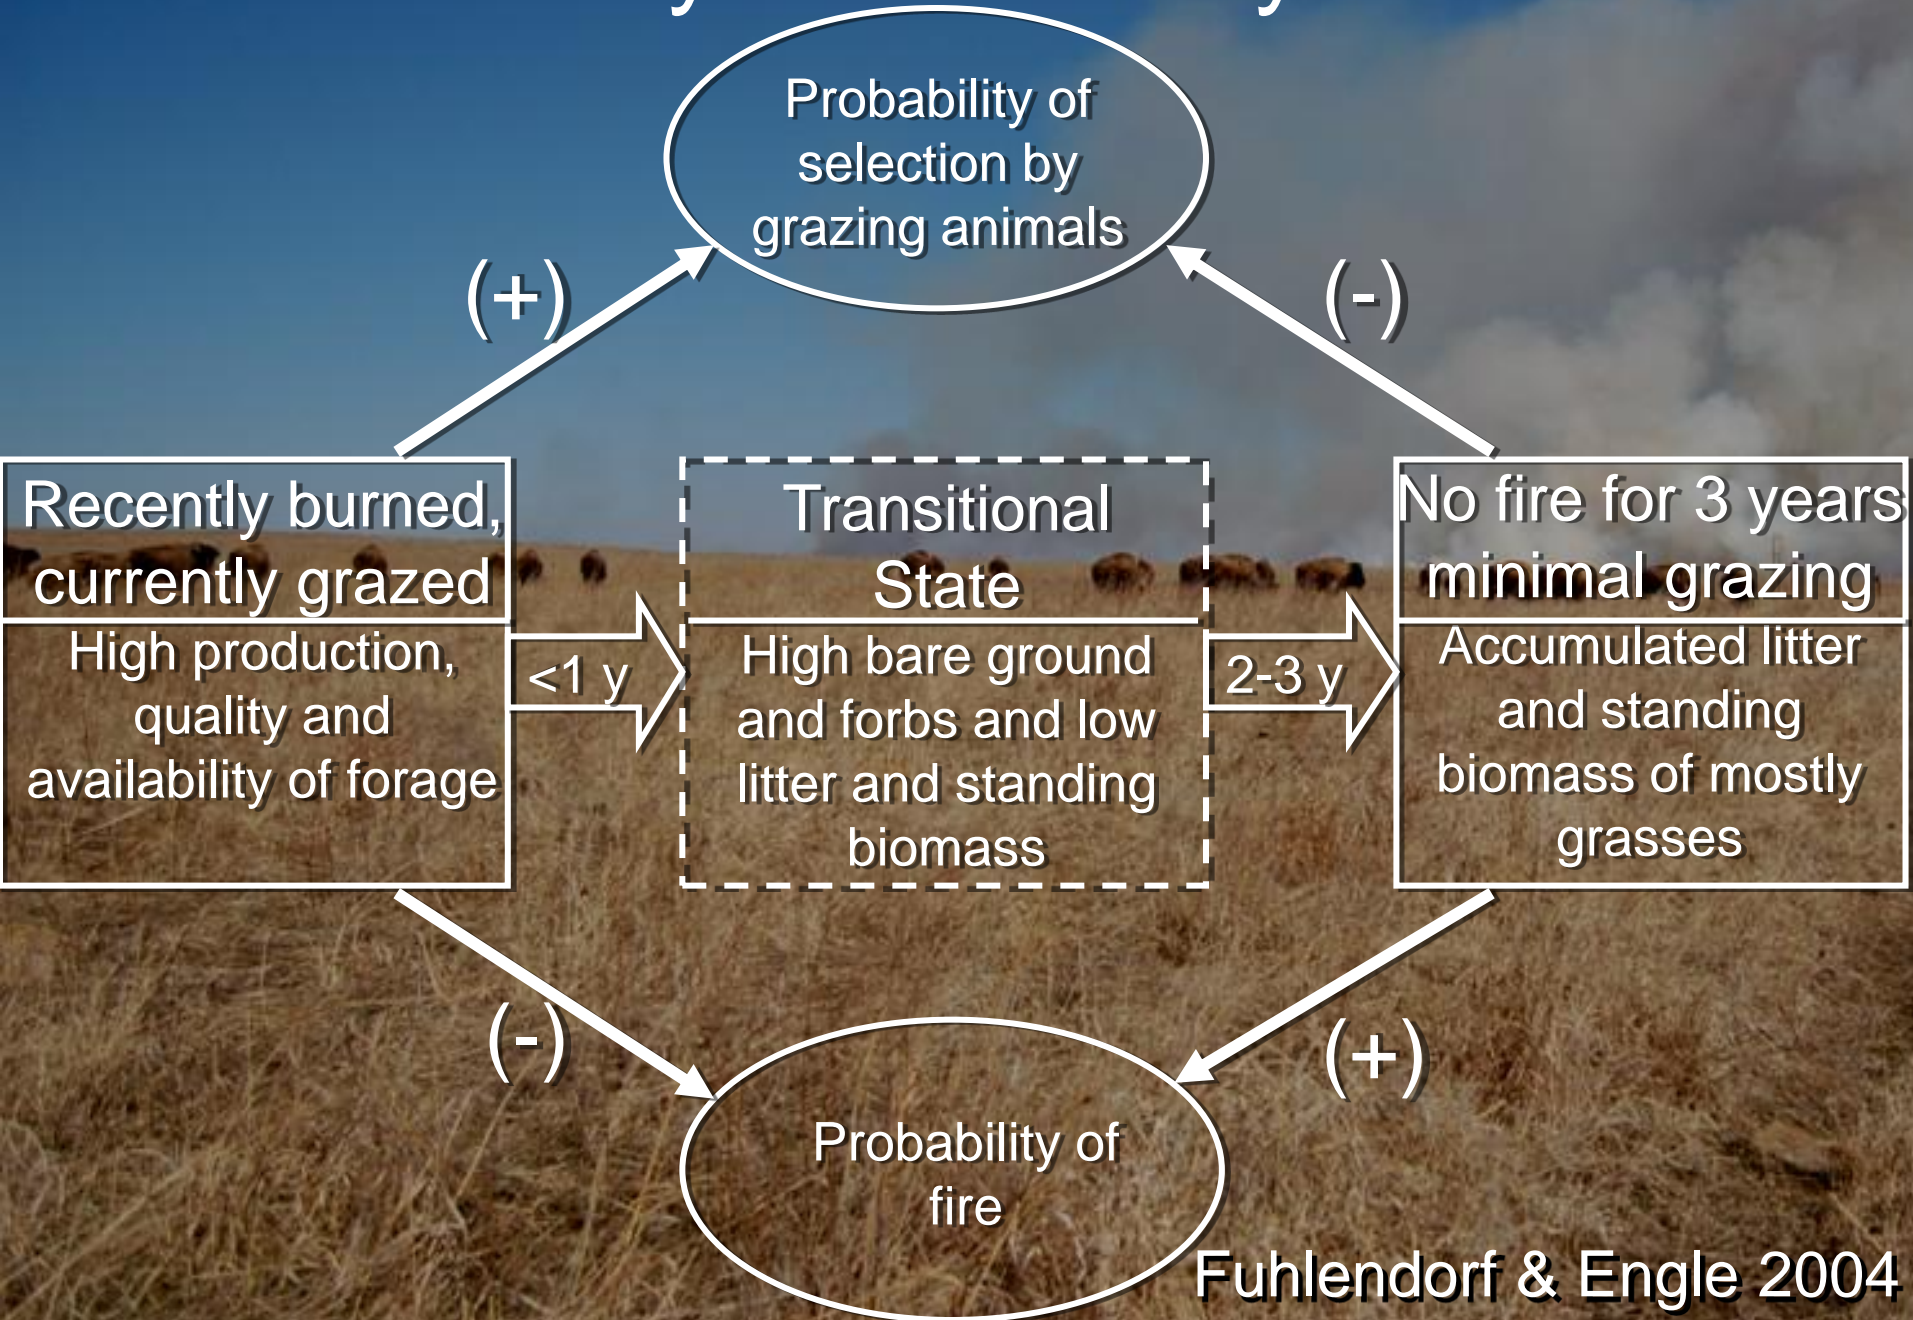 Probability of
selection by
grazing animals
(+)
(-)
Recently burned,
currently grazed
High production,
quality and
availability of forage
<1 y
Transitional
State
High bare ground
and forbs and low
litter and standing
biomass
2-3 y
No fire for 3 years
minimal grazing
Accumulated litter
and standing
biomass of mostly
grasses
(-)
(+)
Probability of
fire
Fuhlendorf & Engle 2004